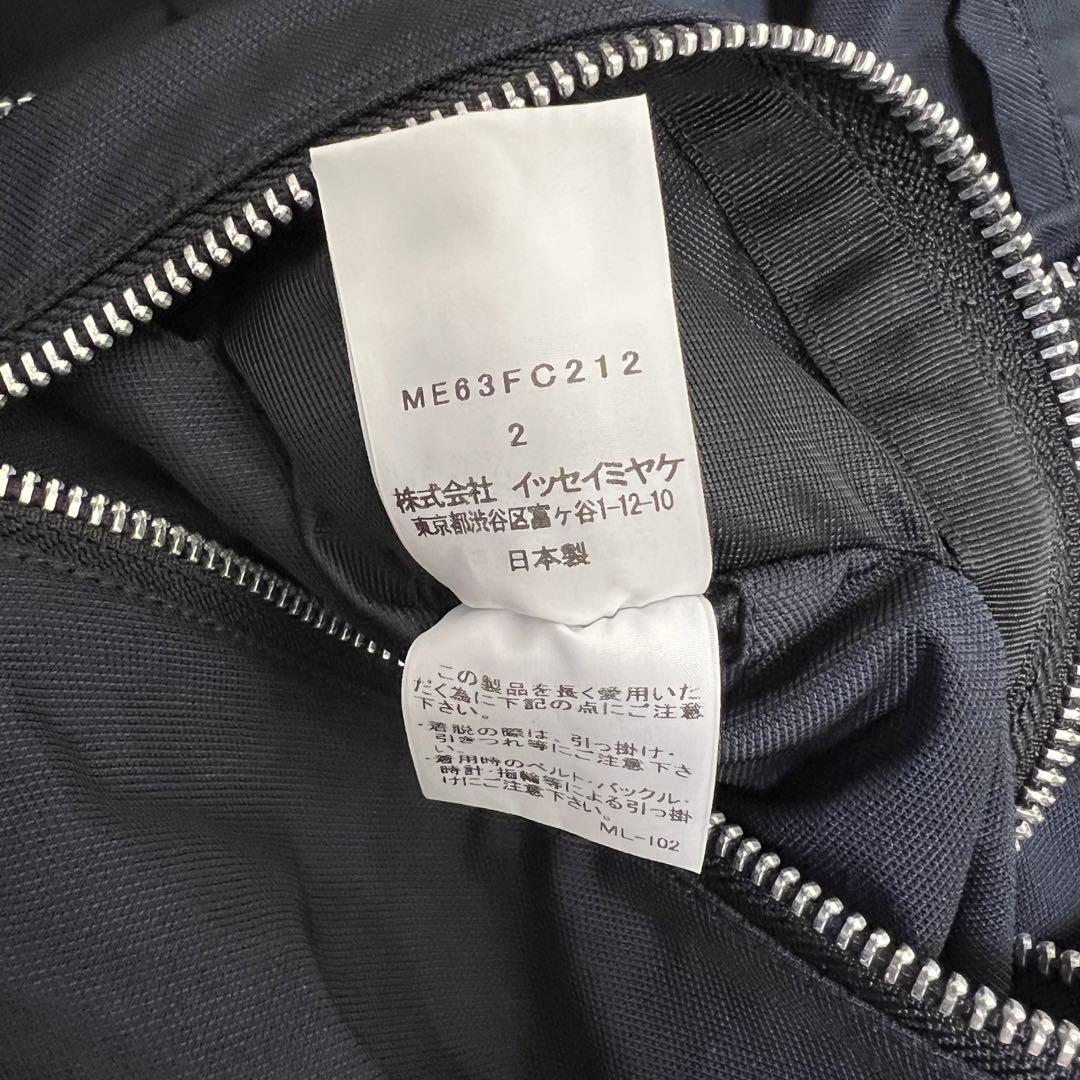 ME63FC212
2
株式会社 イッセイミヤケ
東京都渋谷区富ヶ谷1-12-10
日本製
この製品を長く愛用いた
だく為に下記の点にご注意
下さい。
・着脱の際は、引っ掛け・
引きつれ等にご注意下さ
い。
・着用時のベルト・バックル・
時計・指輪等による引っ掛
けにご注意下さい。
ML-102